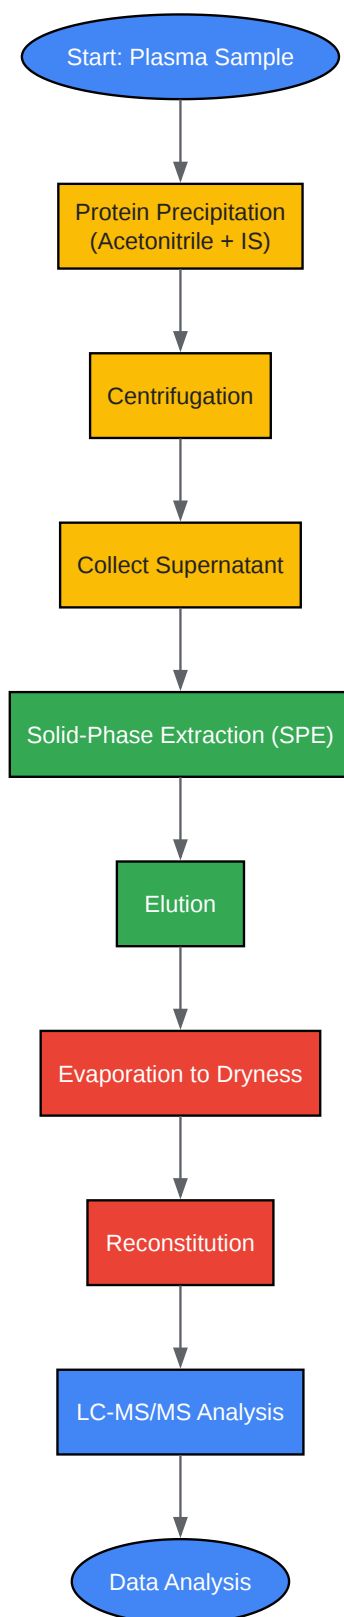 Start: Plasma Sample
Protein Precipitation
(Acetonitrile + IS)
Centrifugation
Collect Supernatant
Solid-Phase Extraction (SPE)
Elution
Evaporation to Dryness
Reconstitution
LC-MS/MS Analysis
Data Analysis